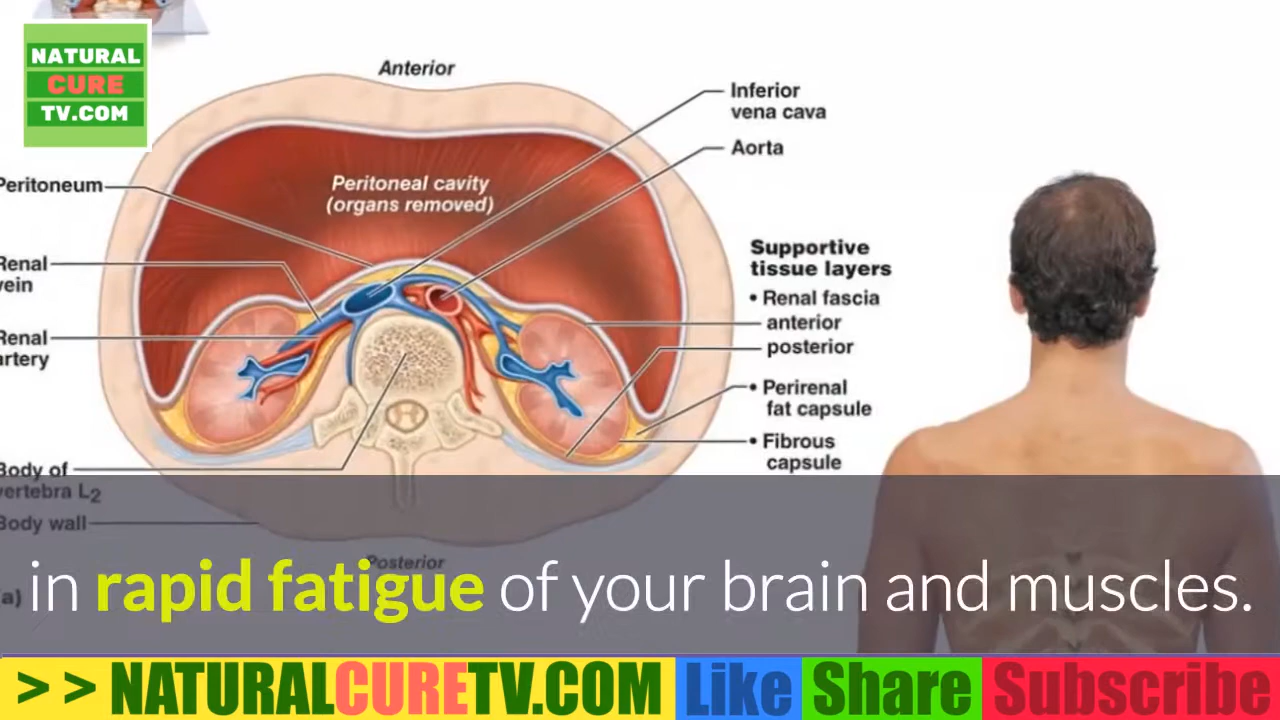 NATURAL
CURE
TV.COM
Anterior
Inferior
vena cava
Aorta
Peritoneum
Peritoneal cavity
(organs removed)
Renal
vein
Renal
artery
Supportive
tissue layers
• Renal fascia
anterior
posterior
• Perirenal
fat capsule
• Fibrous
capsule
Body of
vertebra L2
Body wall
Posterior
(a)
in rapid fatigue of your brain and muscles.
>> NATURALCURETV.COM Like Share Subscribe